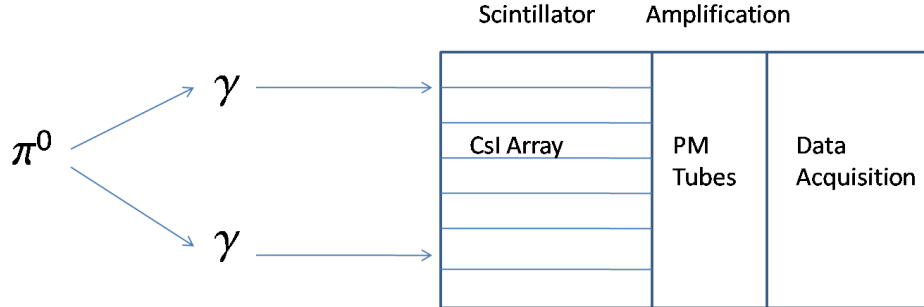 Scintillator Amplification
γ
π⁰
CsI Array
PM
Tubes
Data
Acquisition
γ